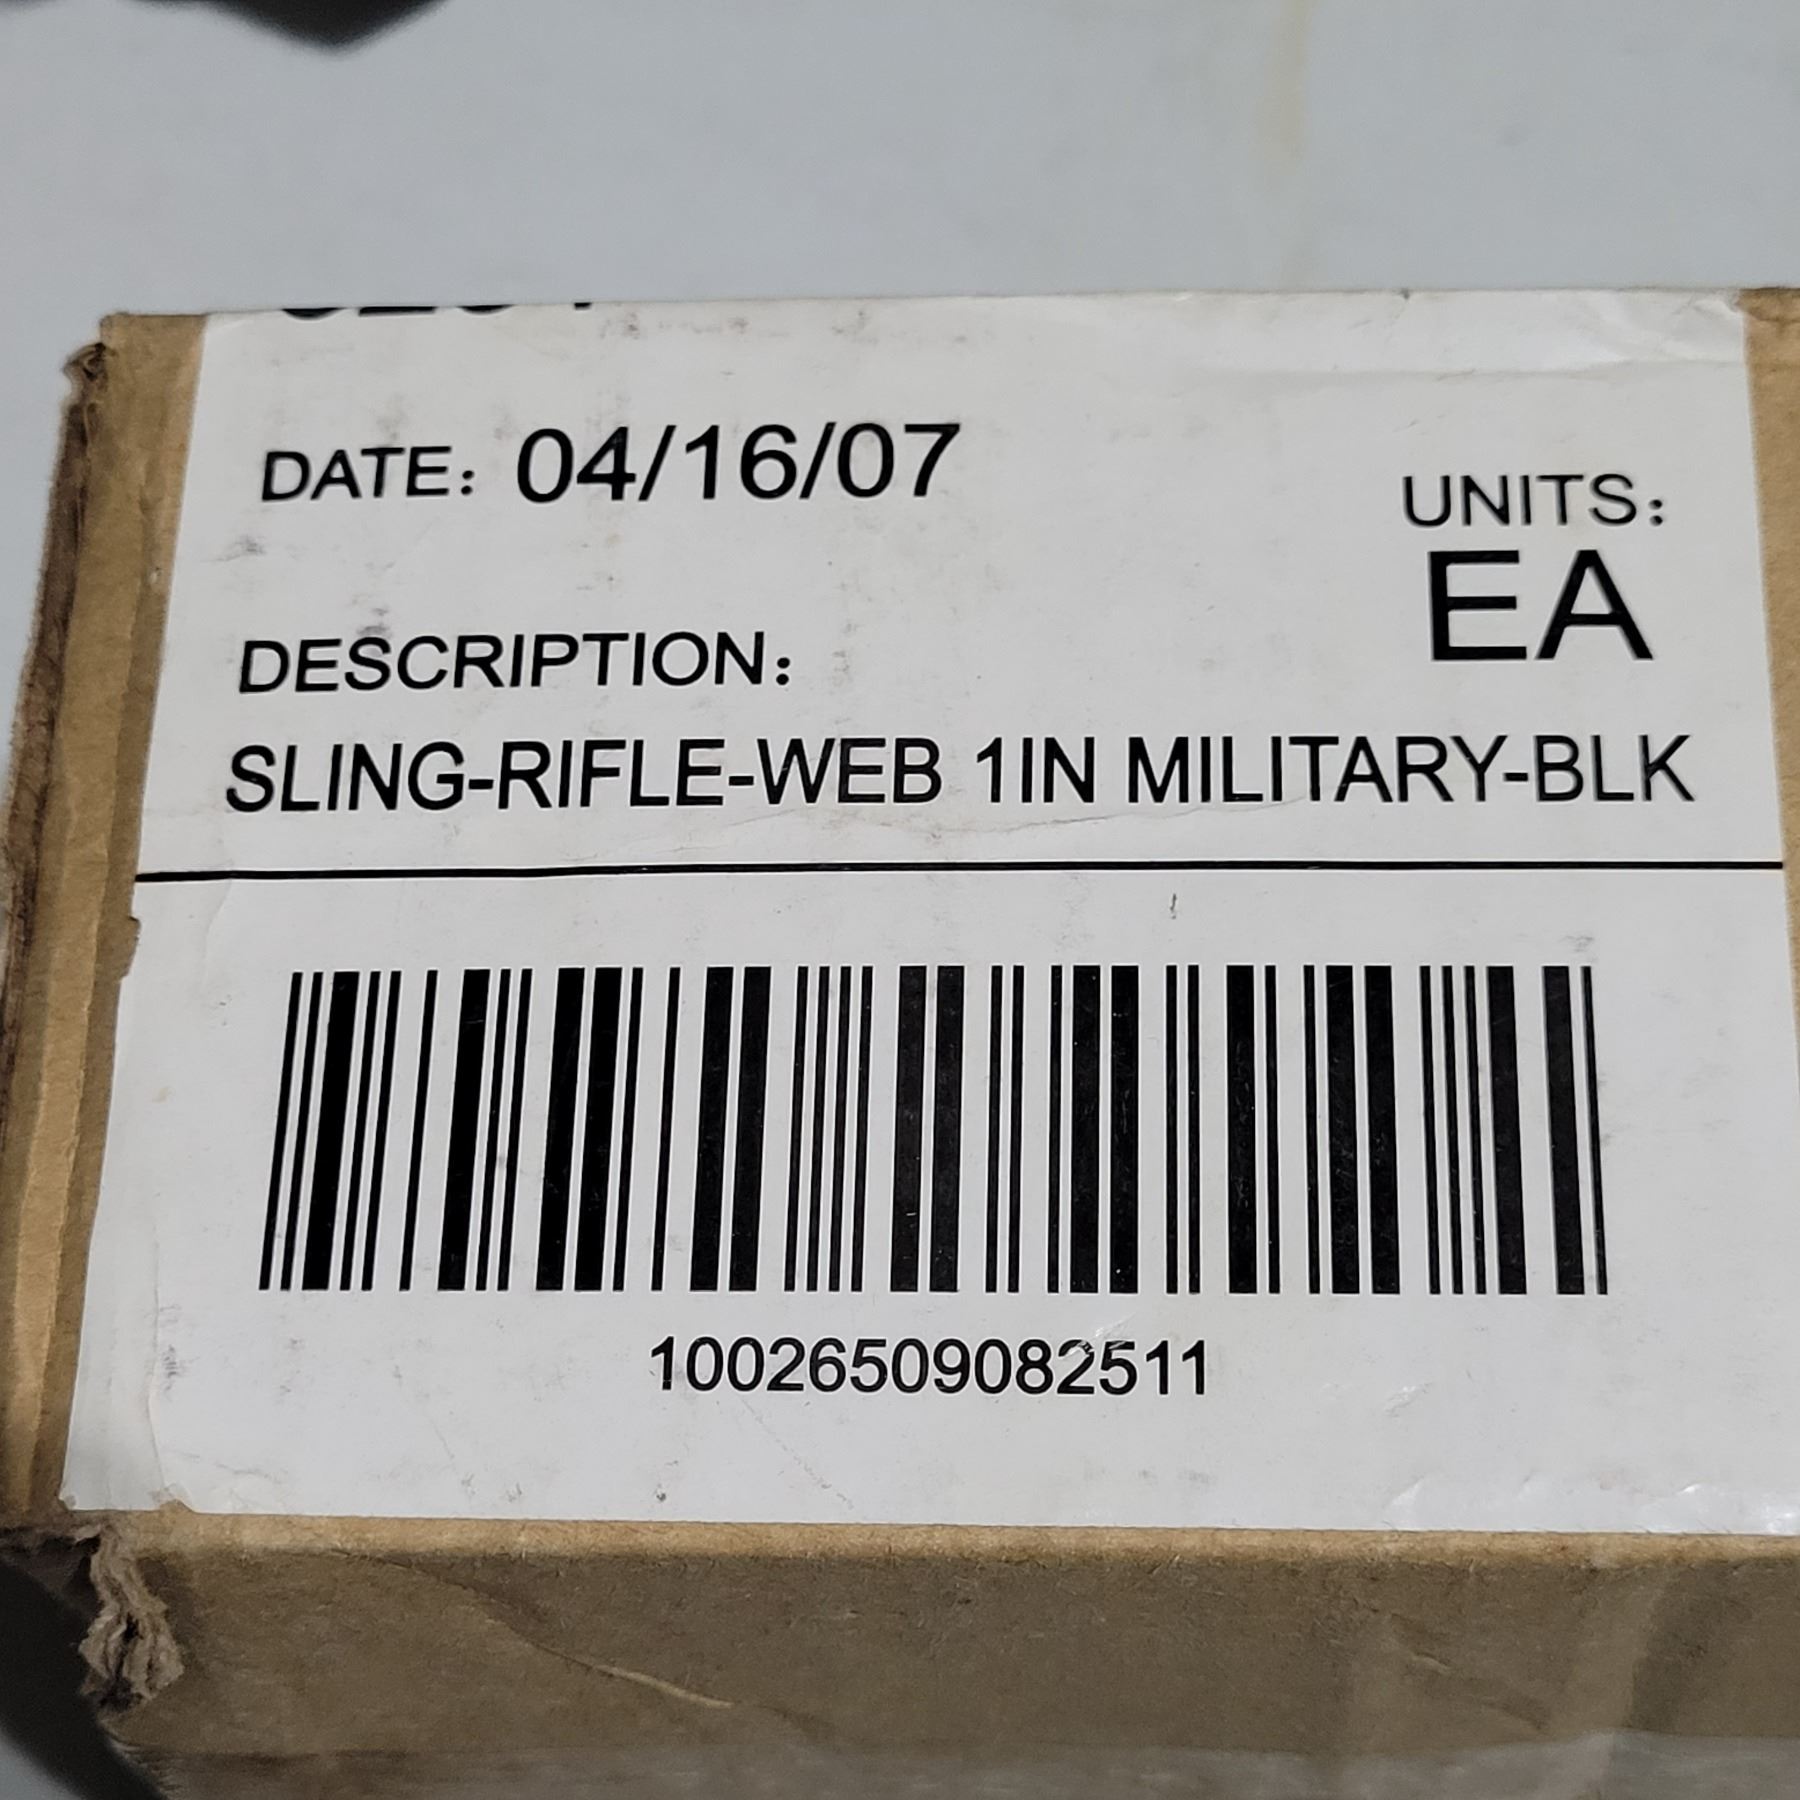 DATE: 04/16/07
UNITS:
EA
DESCRIPTION:
SLING-RIFLE-WEB 1IN MILITARY-BLK
10026509082511